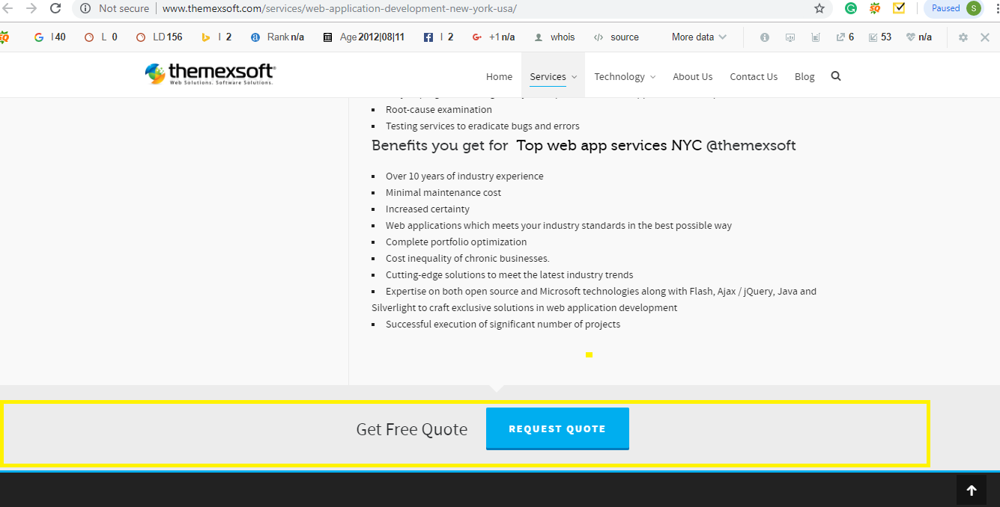 Not secure www.themexsoft.com/services/web-application-development-new-york-usa/ Paused S
SQ I 40 L 0 LD 156 I 2 Rank n/a Age 2012|08|11 I 2 +1 n/a whois source More data 6 53 n/a
themexsoft
Web Solutions. Software Solutions.
Home Services Technology About Us Contact Us Blog
Root-cause examination
Testing services to eradicate bugs and errors
Benefits you get for Top web app services NYC @themexsoft
Over 10 years of industry experience
Minimal maintenance cost
Increased certainty
Web applications which meets your industry standards in the best possible way
Complete portfolio optimization
Cost inequality of chronic businesses.
Cutting-edge solutions to meet the latest industry trends
Expertise on both open source and Microsoft technologies along with Flash, Ajax / jQuery, Java and
Silverlight to craft exclusive solutions in web application development
Successful execution of significant number of projects
Get Free Quote REQUEST QUOTE